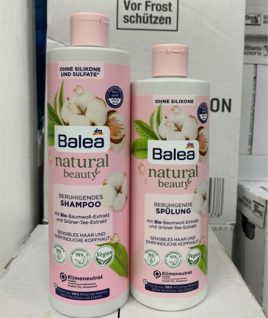 Vor Frost
schützen
ON
OHNE SILIKONE
UND SULFATE*
Balea
natural
beauty
BERUHIGENDES
SHAMPOO
mit Bio-Baumwoll-Extrakt
und Grüner-Tee-Extrakt
SENSIBLES HAAR UND
EMPFINDLICHE KOPFHAUT
Vegan
Klimaneutral
OHNE SILIKONE
Balea
natural
beauty
BERUHIGENDE
SPÜLUNG
mit Bio-Baumwoll-Extrakt
und Grüner-Tee-Extrakt
SENSIBLES HAAR UND
EMPFINDLICHE KOPFHAUT
Vegan
Klimaneutral